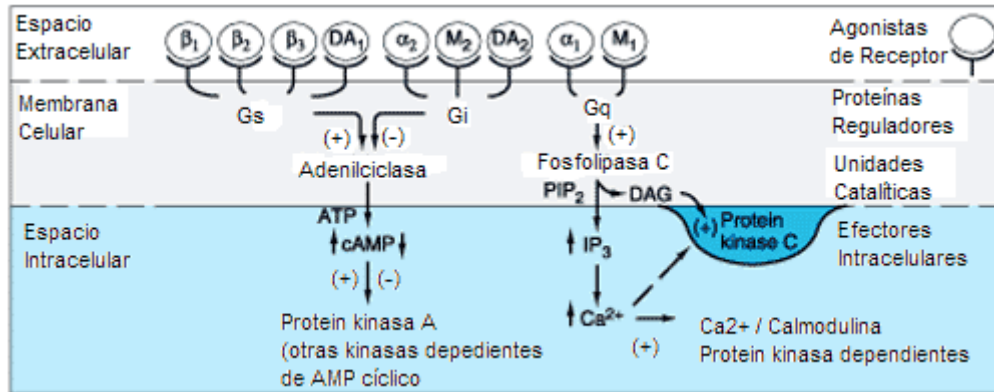 Espacio
Extracelular
β1 β2 β3 DA1 α2 M2 DA2 α1 M1
Agonistas
de Receptor
Membrana
Celular
Gs
Gi
Gq
Proteínas
Reguladores
(+) (-)
(+)
Adenilciclasa
Fosfolipasa C
Unidades
Catalíticas
PIP2
DAG
ATP
cAMP
(+) (-)
IP3
(+) Protein
kinase C
Espacio
Intracelular
Efectores
Intracelulares
Ca2+
(+)
Protein kinasa A
(otras kinasas depedientes
de AMP cíclico
Ca2+ / Calmodulina
Protein kinasa dependientes